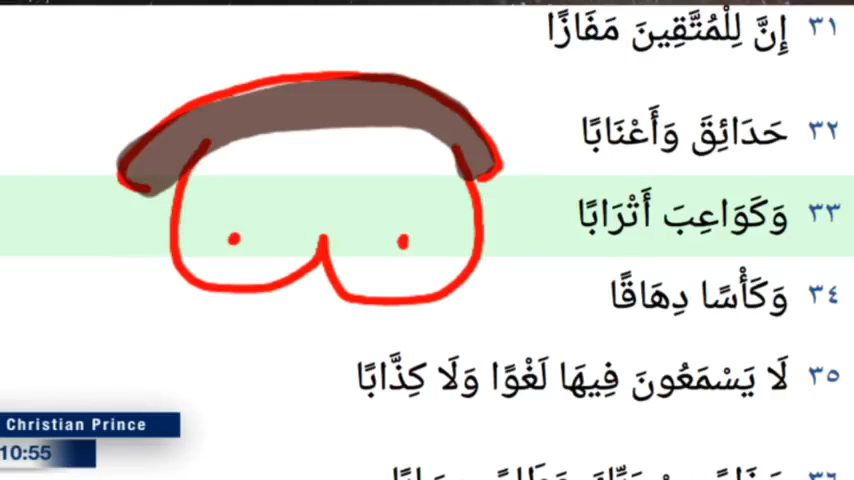 ٣١ إِنَّ لِلْمُتَّقِينَ مَفَازًا
٣٢ حَدَائِقَ وَأَعْنَابًا
٣٣ وَكَوَاعِبَ أَتْرَابًا
٣٤ وَكَأْسًا دِهَاقًا
٣٥ لَا يَسْمَعُونَ فِيهَا لَغْوًا وَلَا كِذَّابًا
٣٦
Christian Prince
10:55